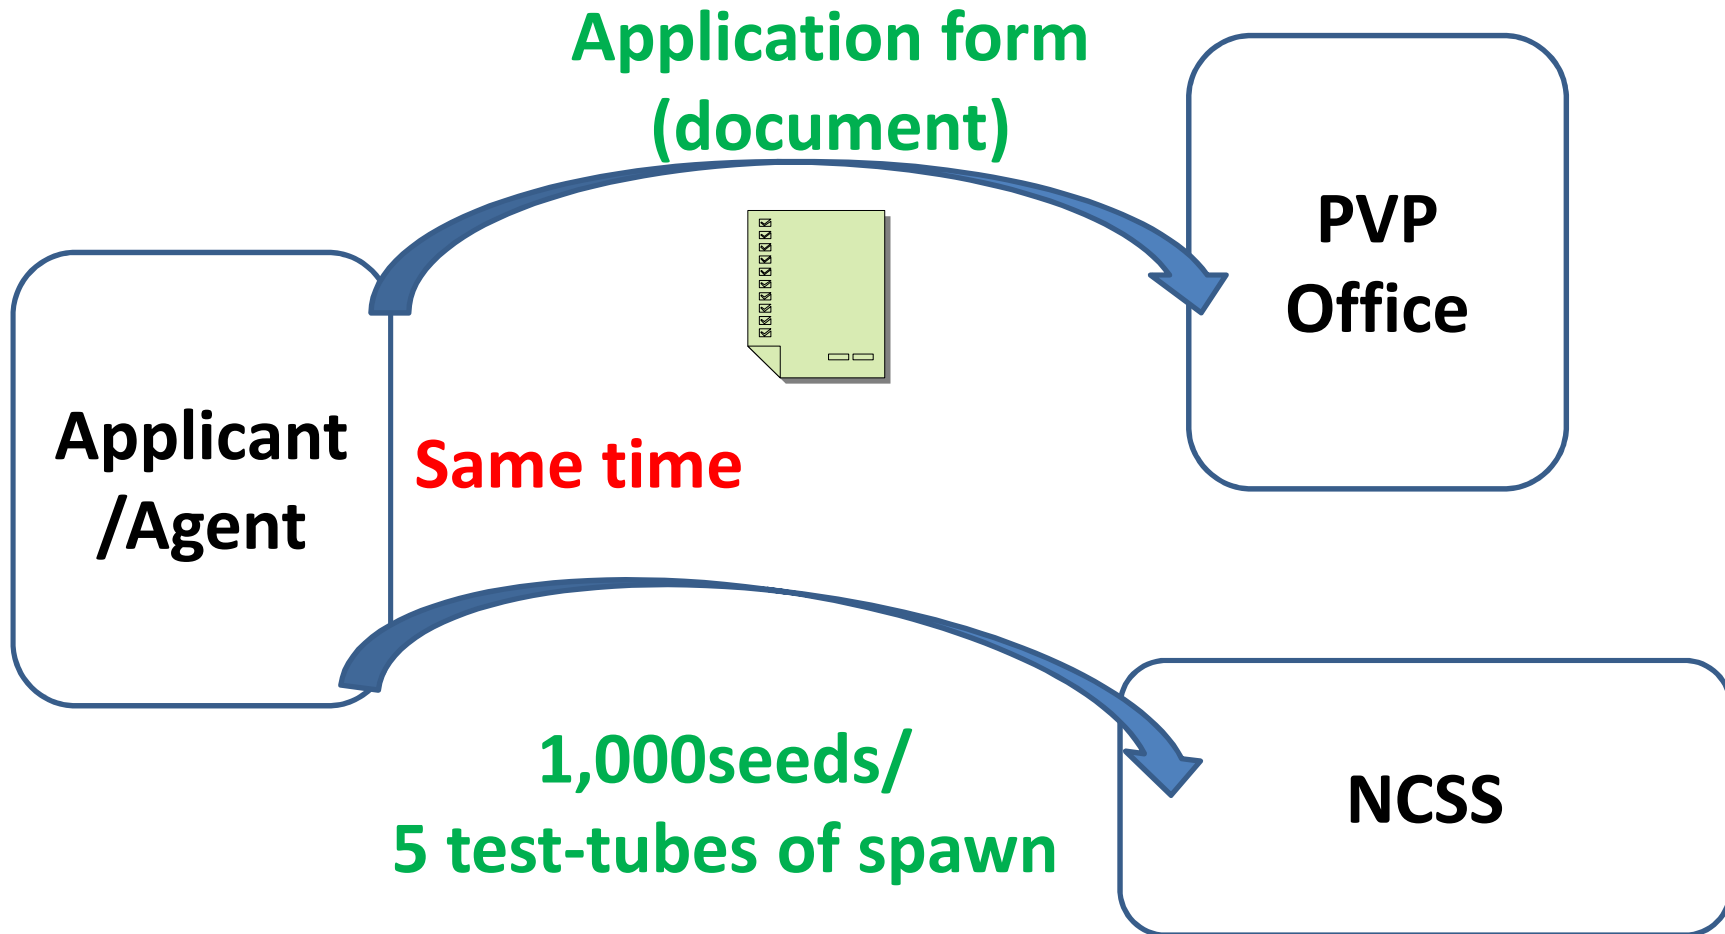 Application form
(document)
PVP
Office
Applicant
/Agent
Same time
1,000seeds/
5 test-tubes of spawn
NCSS